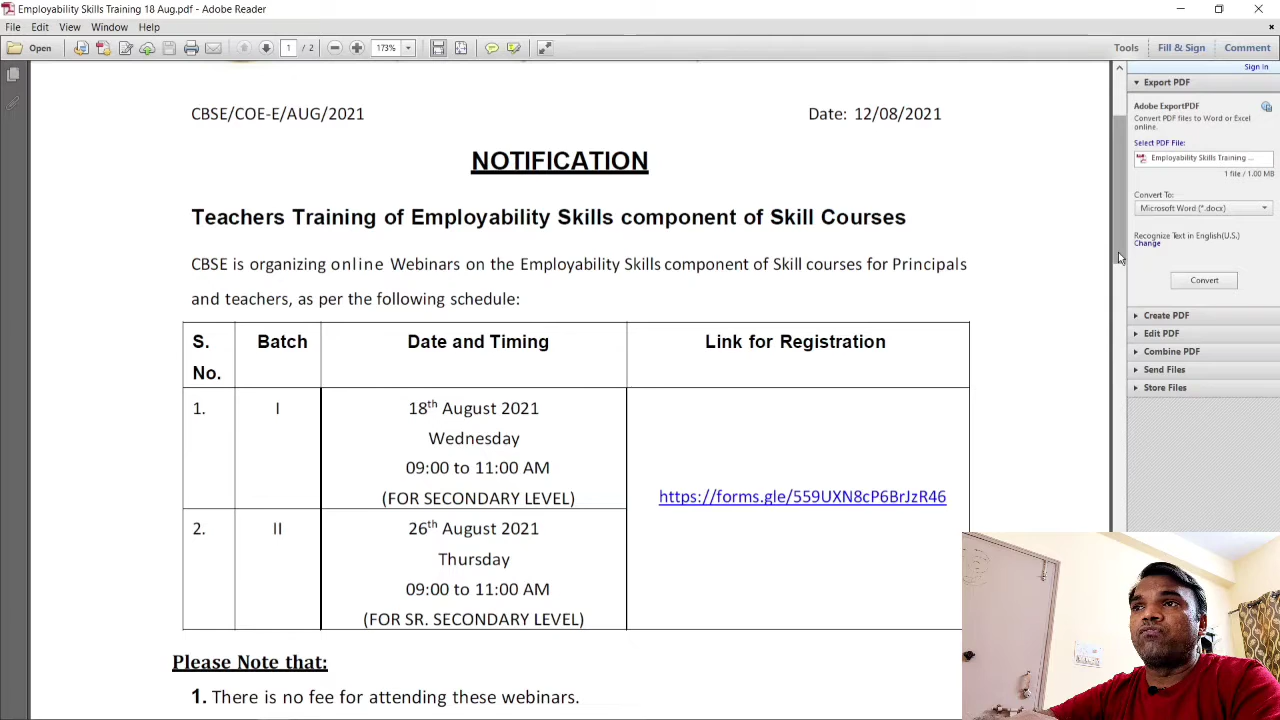 Employability Skills Training 18 Aug.pdf - Adobe Reader
File Edit View Window Help
Open 1 / 2 173% Tools Fill & Sign Comment
Sign In
Export PDF
Adobe ExportPDF
Convert PDF files to Word or Excel
online.
Select PDF File:
Employability Skills Training ...
1 file / 1.00 MB
Convert To:
Microsoft Word (*.docx)
Recognize Text in English(U.S.)
Change
Convert
Create PDF
Edit PDF
Combine PDF
Send Files
Store Files
CBSE/COE-E/AUG/2021 Date: 12/08/2021
NOTIFICATION
Teachers Training of Employability Skills component of Skill Courses
CBSE is organizing online Webinars on the Employability Skills component of Skill courses for Principals
and teachers, as per the following schedule:
S. No. Batch Date and Timing Link for Registration
1. I 18th August 2021
Wednesday
09:00 to 11:00 AM
(FOR SECONDARY LEVEL)
https://forms.gle/559UXN8cP6BrJzR46
2. II 26th August 2021
Thursday
09:00 to 11:00 AM
(FOR SR. SECONDARY LEVEL)
Please Note that:
1. There is no fee for attending these webinars.